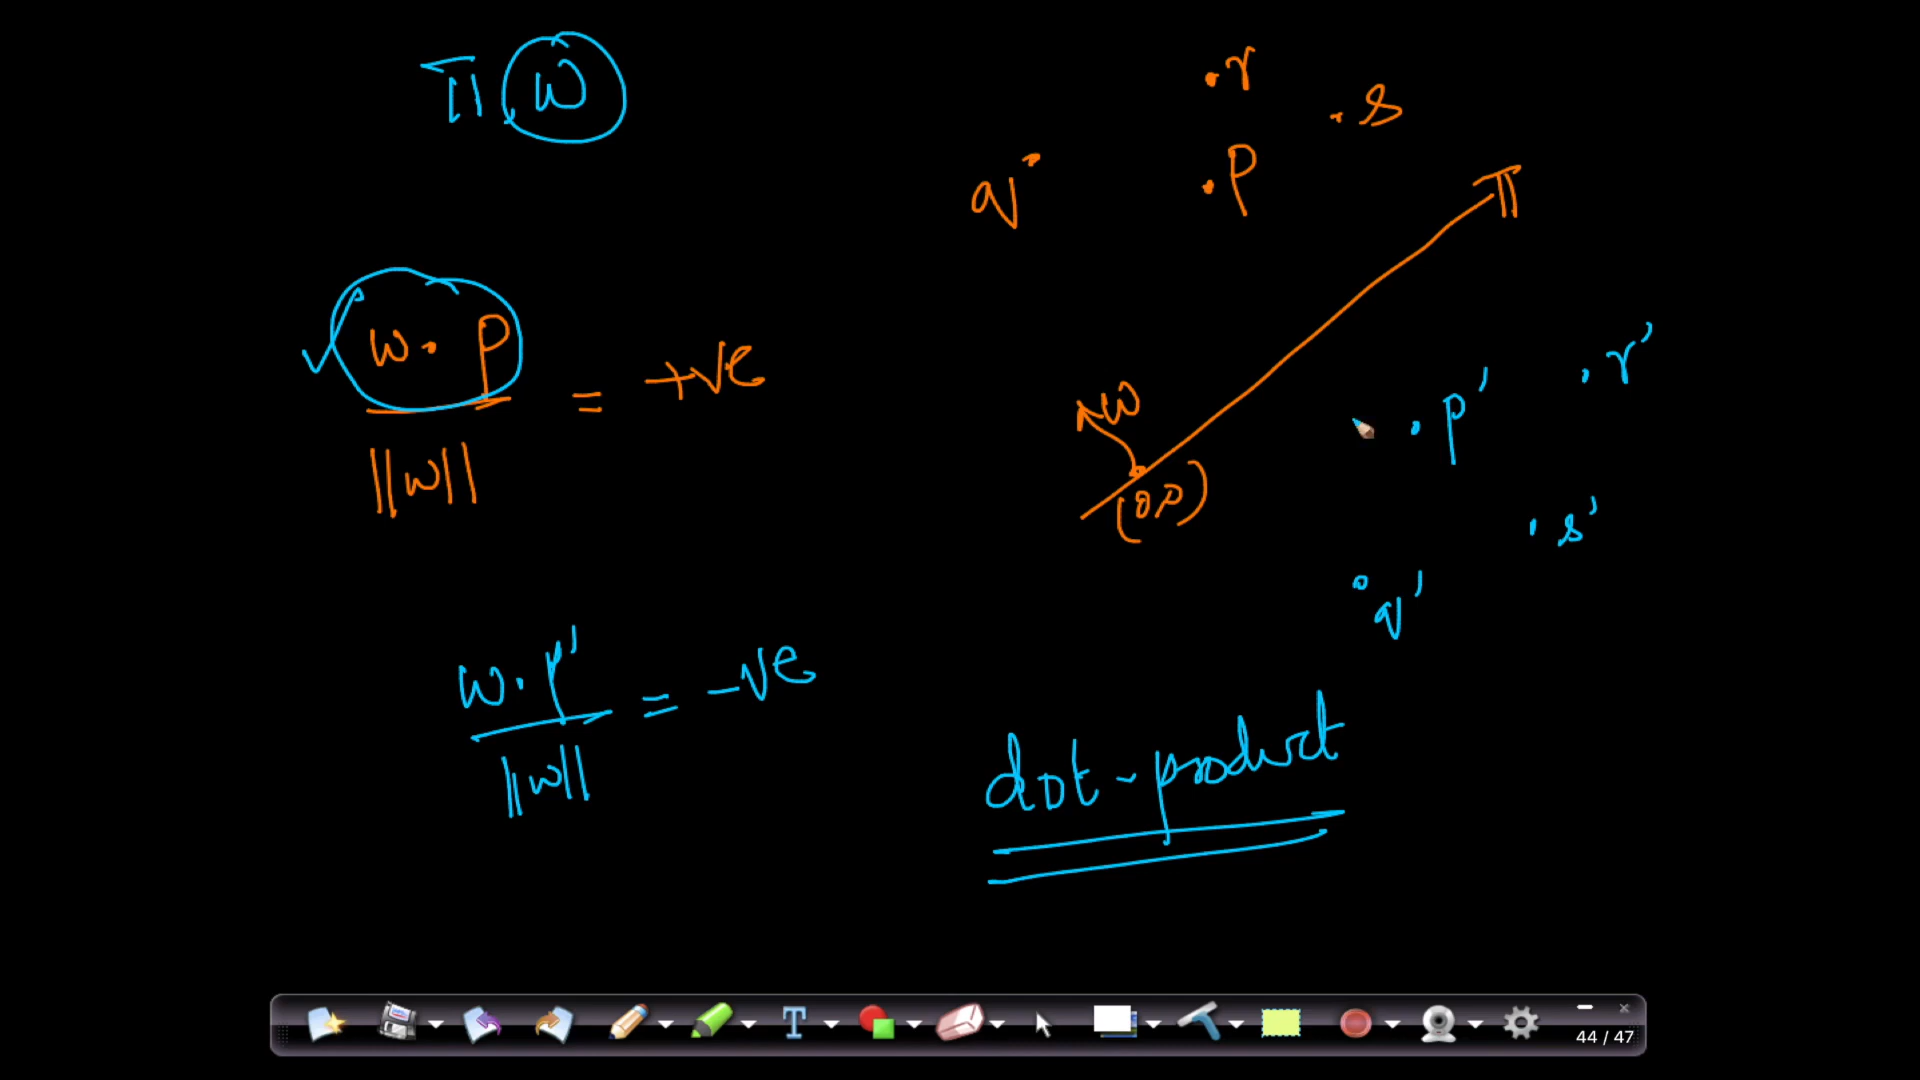 π, w
w · p
= +ve
||w||
w · p'
= -ve
||w||
. r
. s
q .
. p
π
w
(0,0)
. p'
. r'
. s'
. q'
dot-product
T
44 / 47